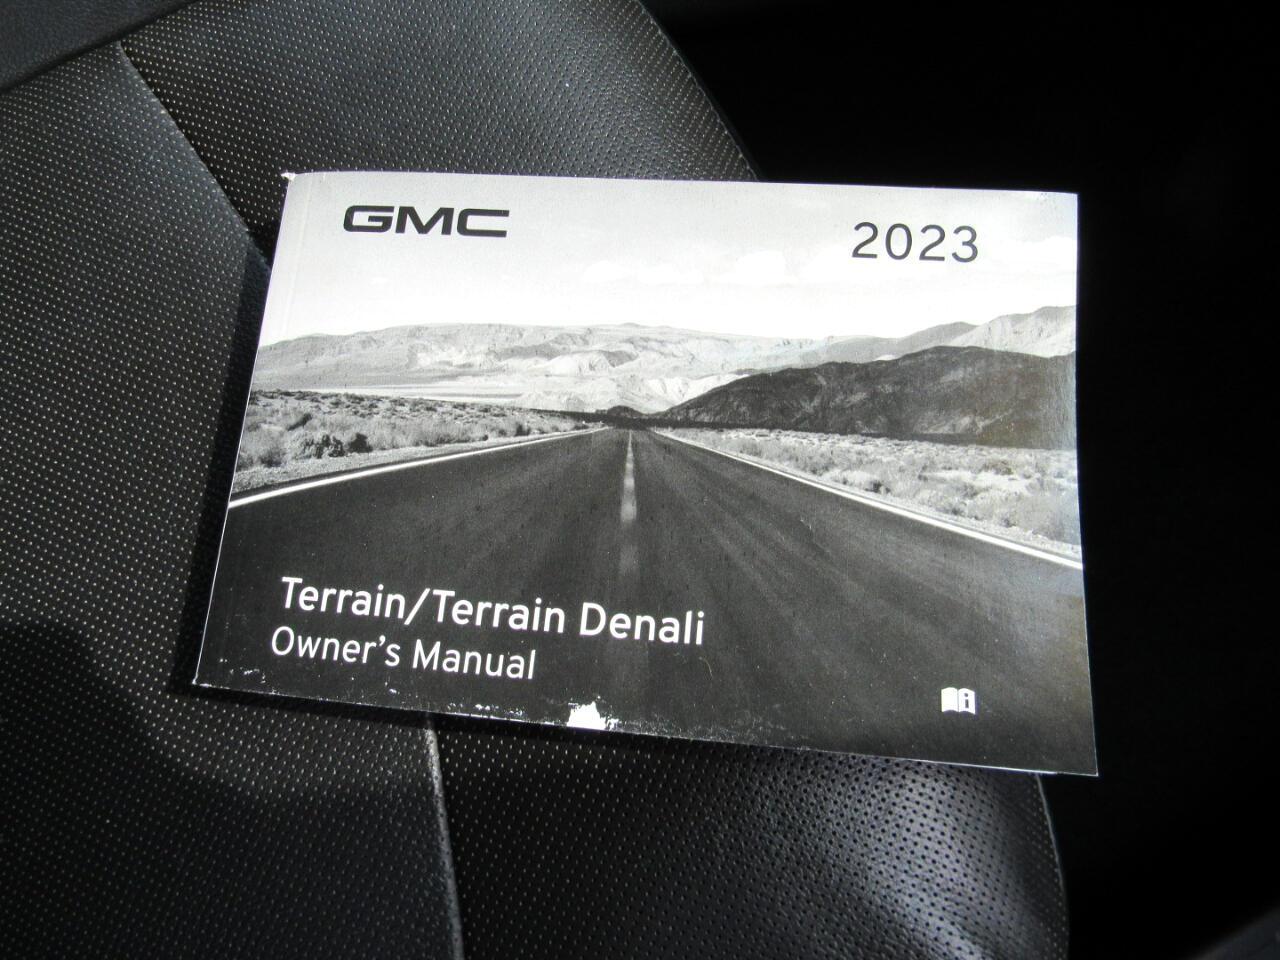 GMC
2023
Terrain/Terrain Denali
Owner's Manual